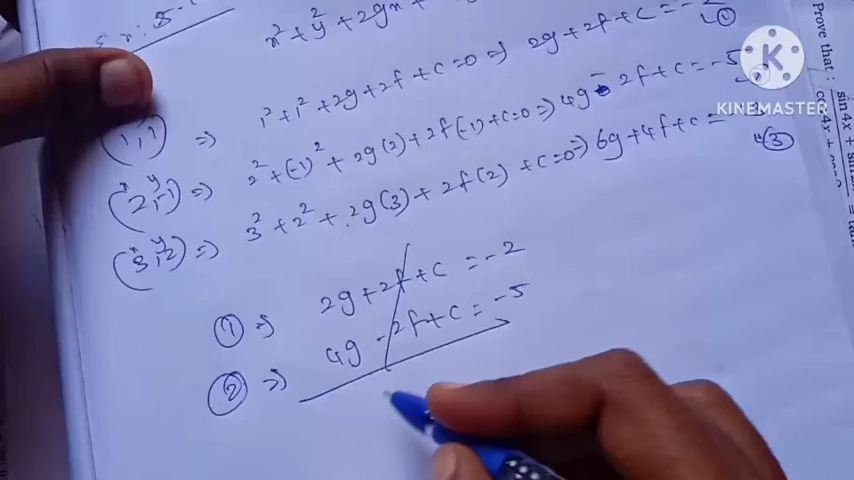 x² + y² + 2gx +
(1,1) ⇒ 1² + 1² + 2g + 2f + c = 0 ⇒ 2g + 2f + c = -2 ①
(2,-1) ⇒ 2² + (-1)² + 2g(2) + 2f(-1) + c = 0 ⇒ 4g - 2f + c = -5 ②
(3,2) ⇒ 3² + 2² + 2g(3) + 2f(2) + c = 0 ⇒ 6g + 4f + c = ③
① ⇒ 2g + 2f + c = -2
② ⇒ 4g - 2f + c = -5
Prove that :
sin 4x +
KINEMASTER